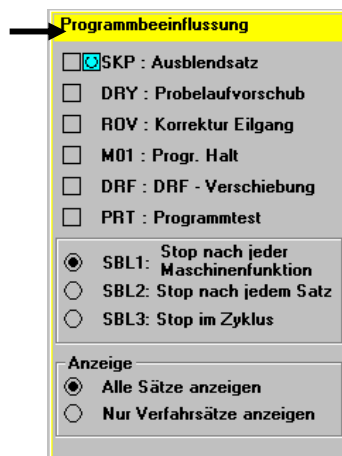 Programmbeeinflussung
SKP : Ausblendsatz
DRY : Probelaufvorschub
ROV : Korrektur Eilgang
M01 : Progr. Halt
DRF : DRF - Verschiebung
PRT : Programmtest
SBL1: Stop nach jeder
Maschinenfunktion
SBL2: Stop nach jedem Satz
SBL3: Stop im Zyklus
Anzeige
Alle Sätze anzeigen
Nur Verfahrsätze anzeigen